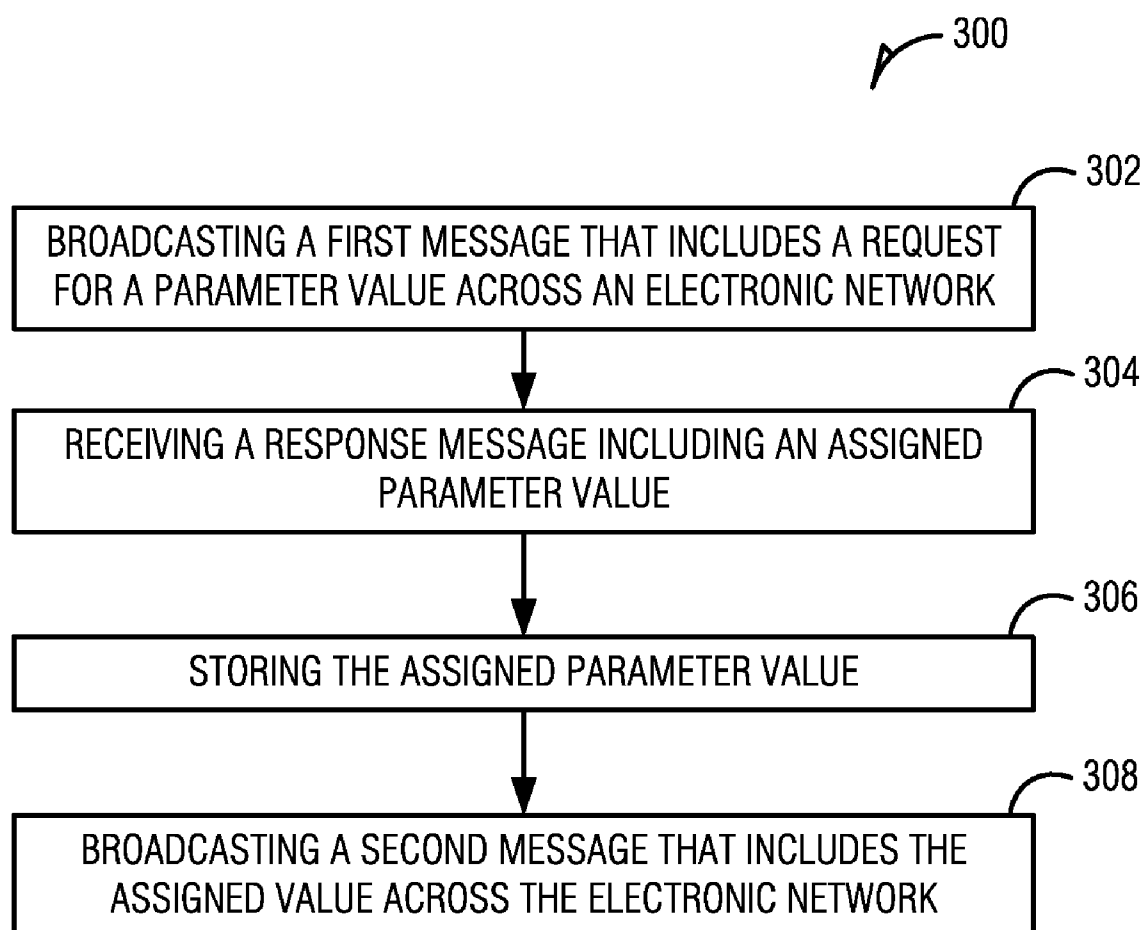 300
302
BROADCASTING A FIRST MESSAGE THAT INCLUDES A REQUEST
FOR A PARAMETER VALUE ACROSS AN ELECTRONIC NETWORK
304
RECEIVING A RESPONSE MESSAGE INCLUDING AN ASSIGNED
PARAMETER VALUE
306
STORING THE ASSIGNED PARAMETER VALUE
308
BROADCASTING A SECOND MESSAGE THAT INCLUDES THE
ASSIGNED VALUE ACROSS THE ELECTRONIC NETWORK